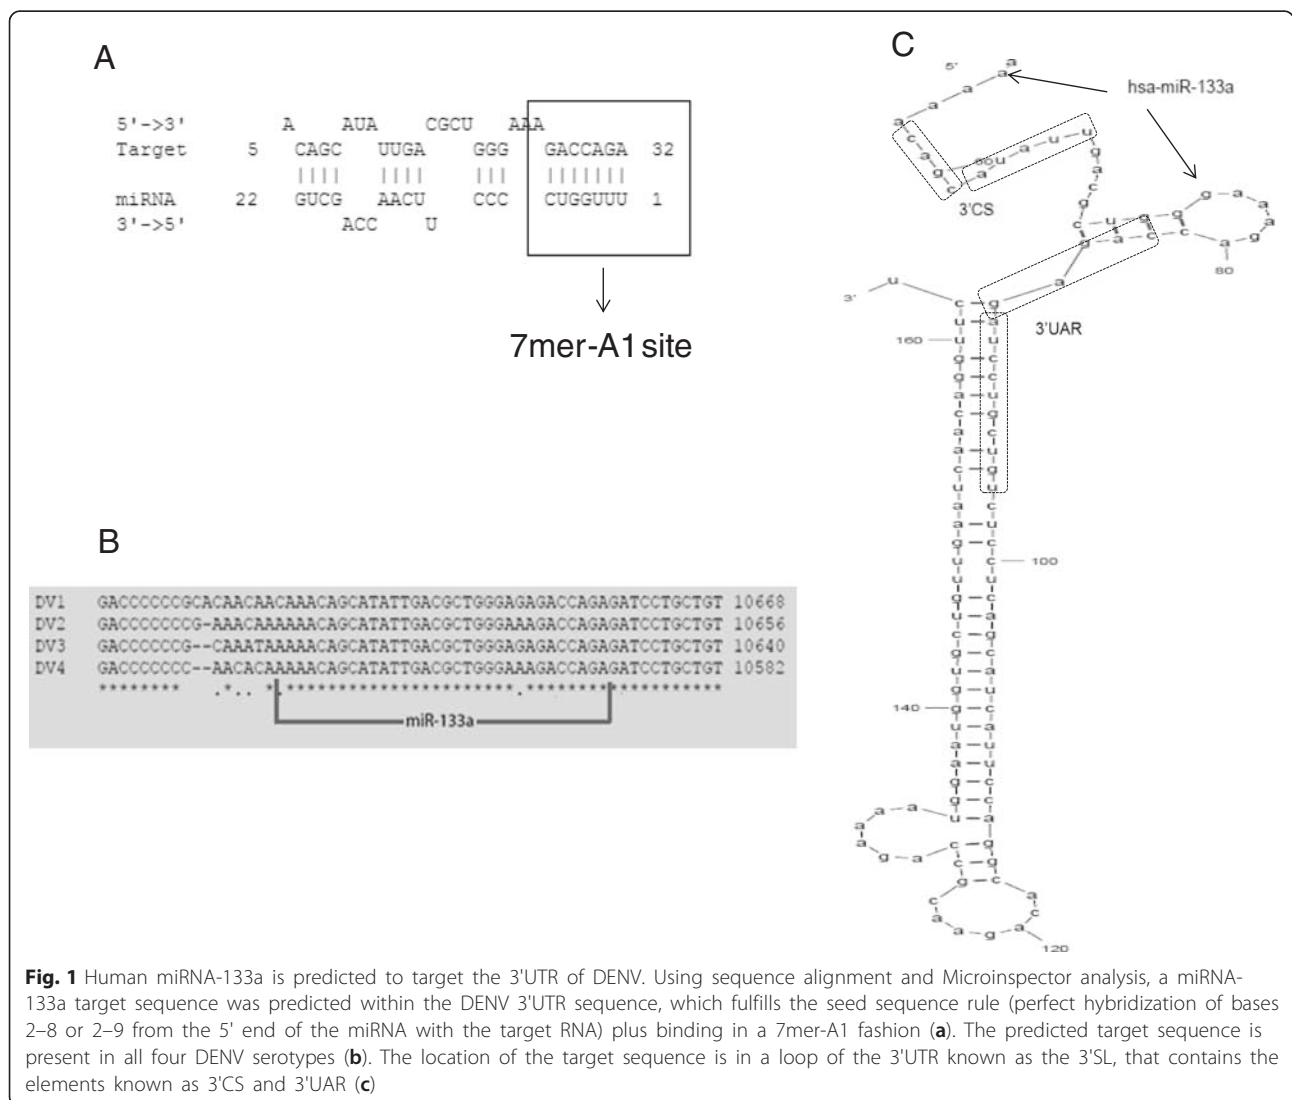 A
5'->3' A AUA CGCU AAA
Target 5 CAGC UUGA GGG GACCAGA 32
|||| |||| ||| |||||||
miRNA 22 GUCG AACU CCC CUGGUUU 1
3'->5' ACC U
7mer-A1 site
B
DV1 GACCCCCCGCACAACAACAAACAGCATATTGACGCTGGGAGAGACCAGAGATCCTGCTGT 10668
DV2 GACCCCCCCG-AAACAAAAAACAGCATATTGACGCTGGGAAAGACCAGAGATCCTGCTGT 10656
DV3 GACCCCCCG--CAAATAAAAACAGCATATTGACGCTGGGAGAGACCAGAGATCCTGCTGT 10640
DV4 GACCCCCCC--AACACAAAAACAGCATATTGACGCTGGGAAAGACCAGAGATCCTGCTGT 10582
miR-133a
C
5'
hsa-miR-133a
3'CS
80
3'
3'UAR
160
100
140
120
Fig. 1 Human miRNA-133a is predicted to target the 3'UTR of DENV. Using sequence alignment and Microinspector analysis, a miRNA-
133a target sequence was predicted within the DENV 3'UTR sequence, which fulfills the seed sequence rule (perfect hybridization of bases
2–8 or 2–9 from the 5' end of the miRNA with the target RNA) plus binding in a 7mer-A1 fashion (a). The predicted target sequence is
present in all four DENV serotypes (b). The location of the target sequence is in a loop of the 3'UTR known as the 3'SL, that contains the
elements known as 3'CS and 3'UAR (c)